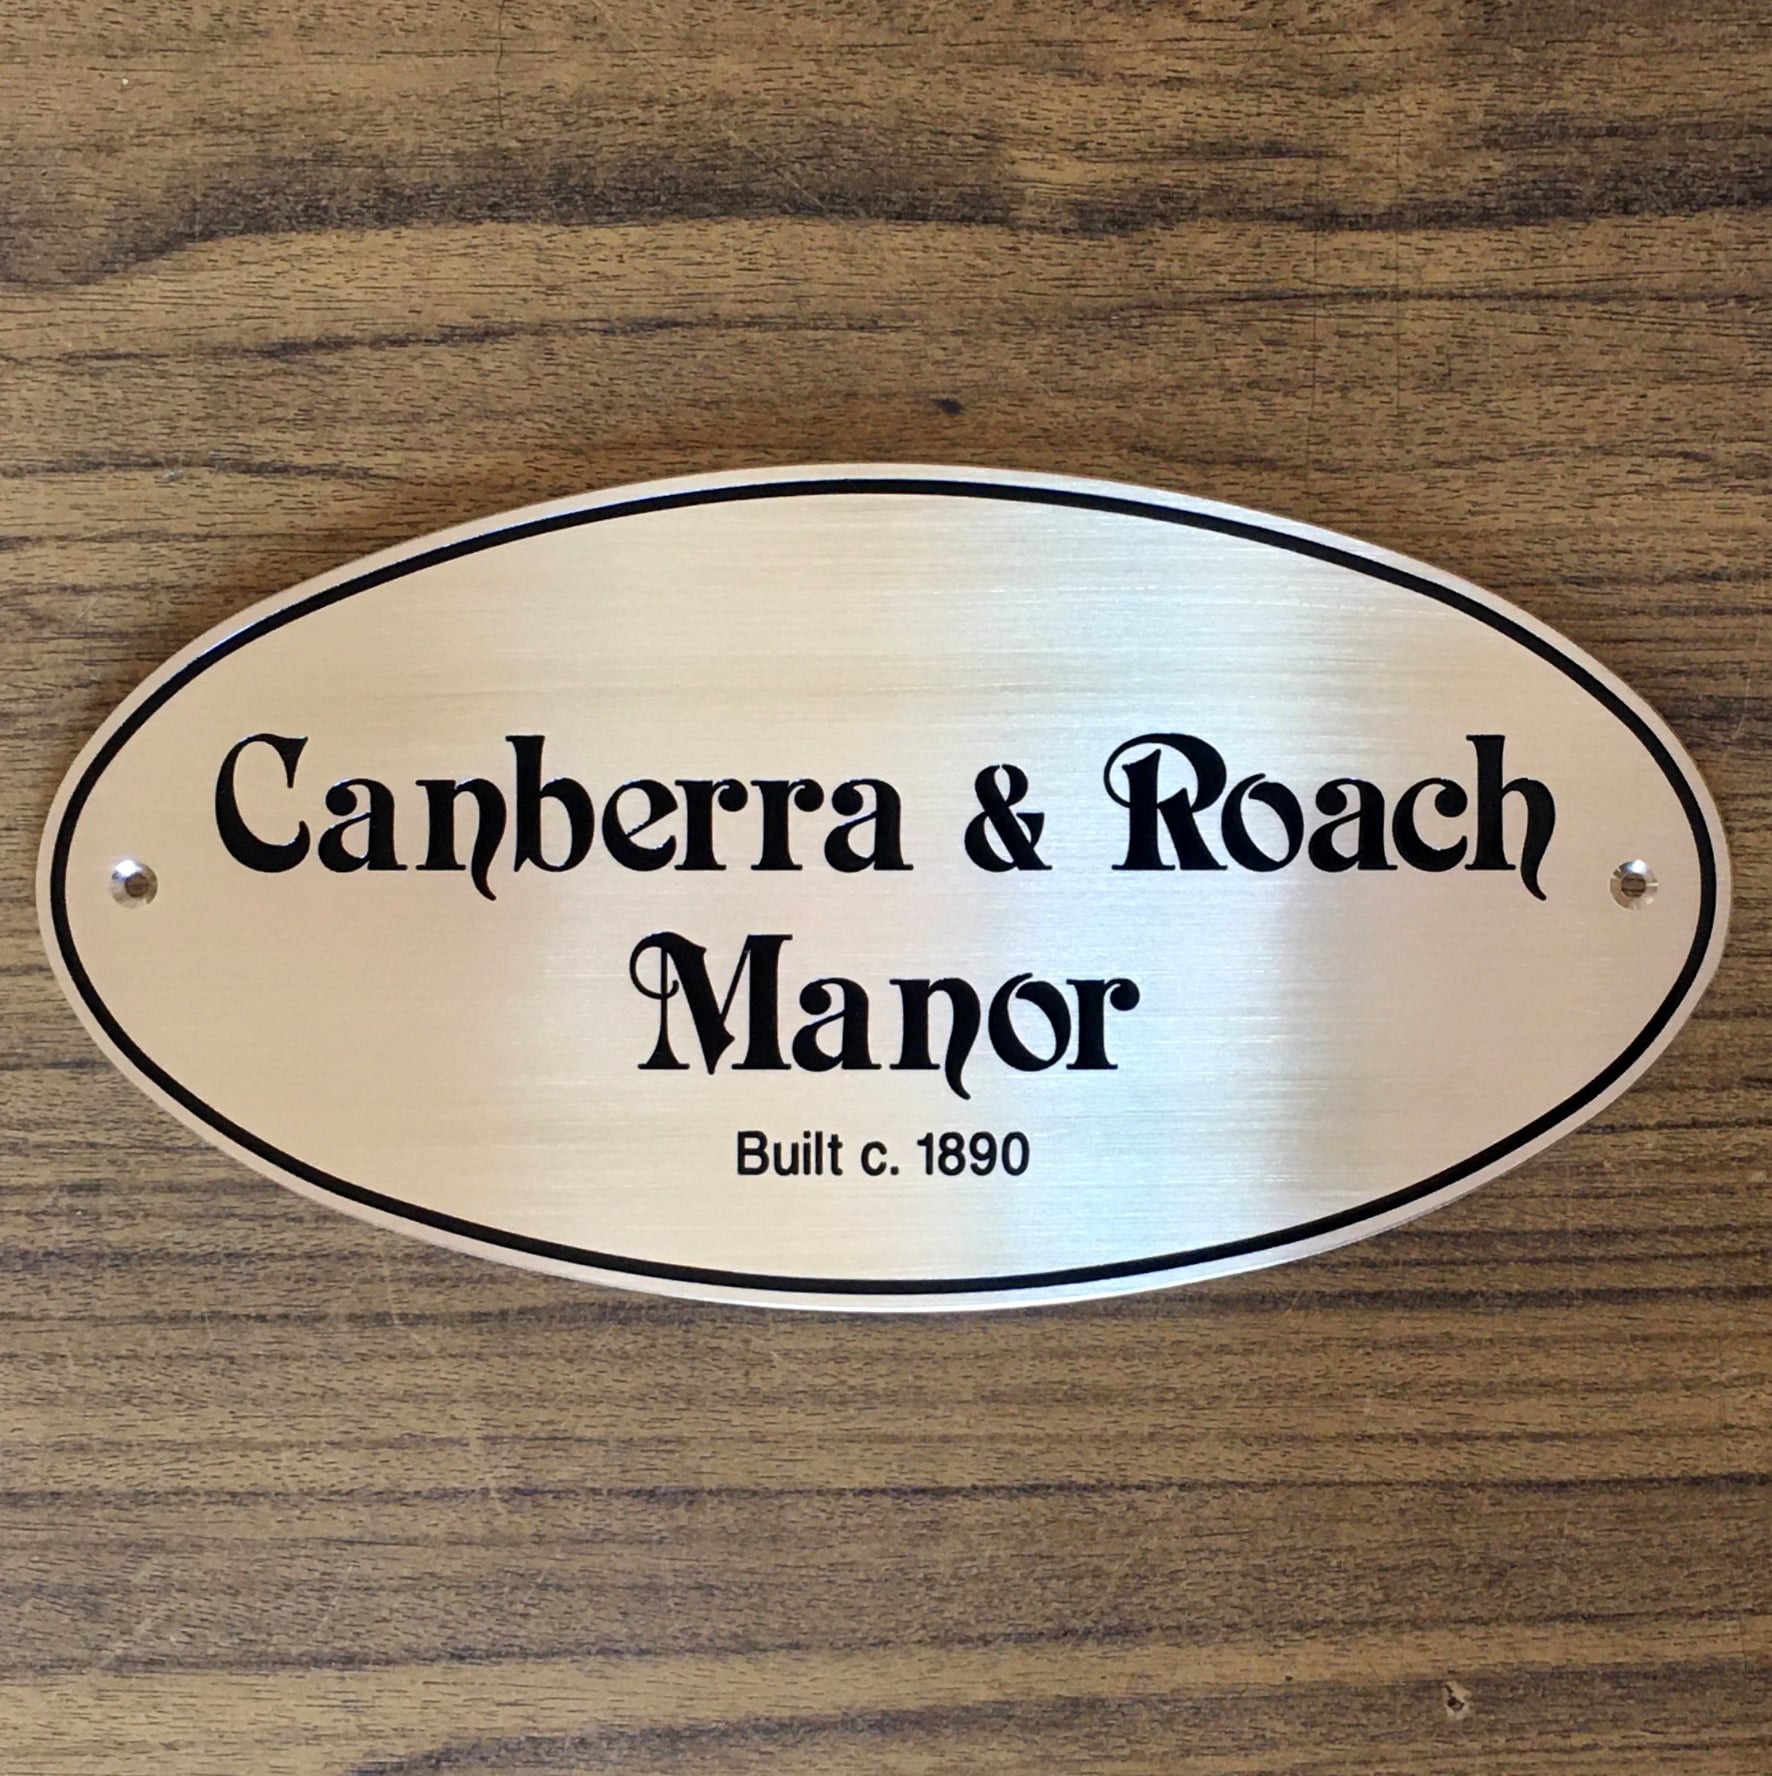 Canberra & Roach
Manor
Built c. 1890